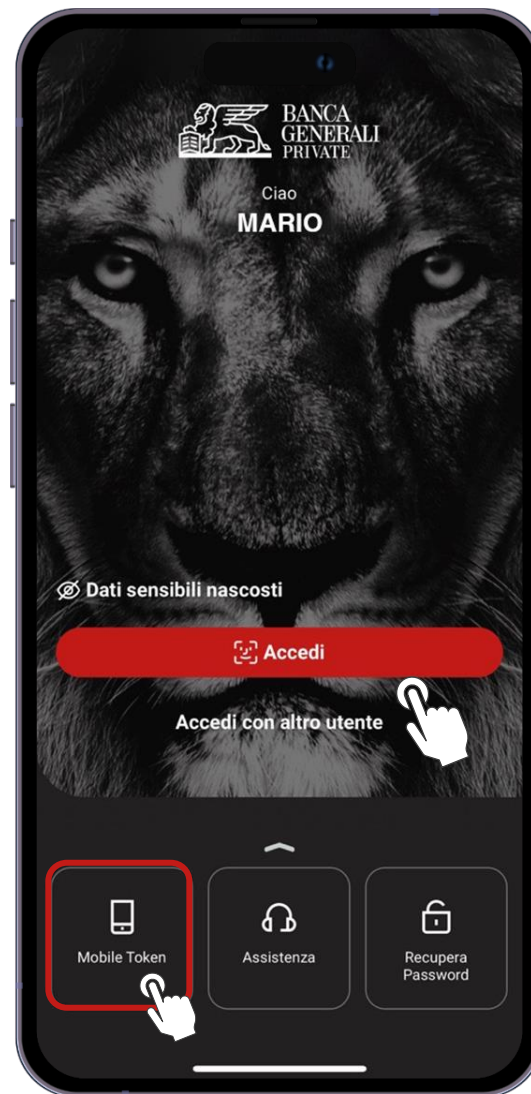 BANCA
GENERALI
PRIVATE
Ciao
MARIO
Dati sensibili nascosti
Accedi
Accedi con altro utente
Mobile Token
Assistenza
Recupera
Password